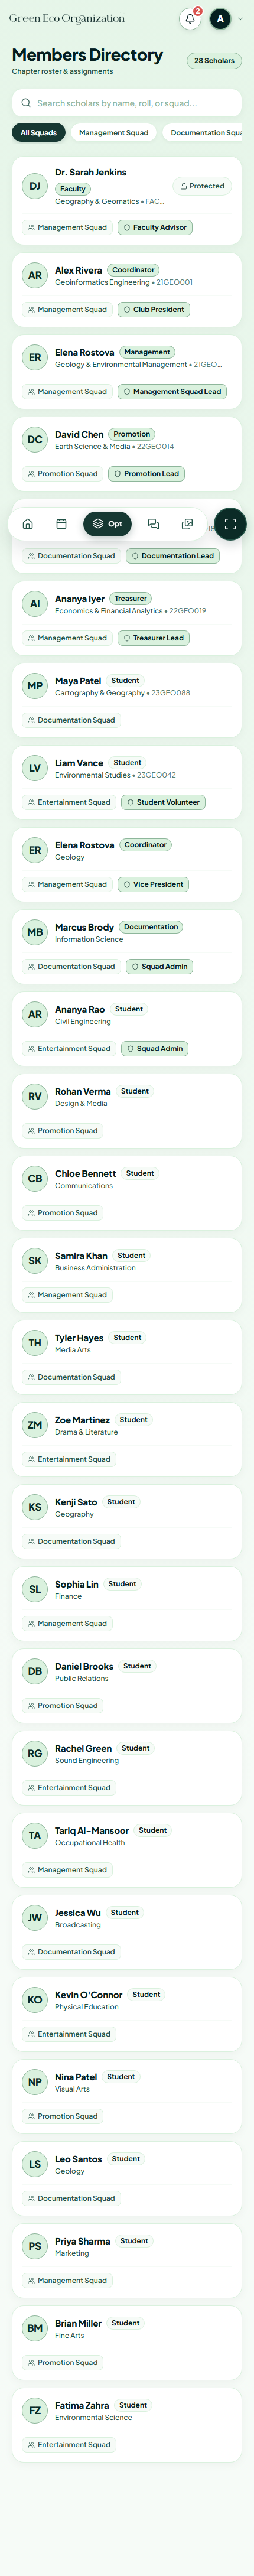 Green Eco Organization
2
A
Members Directory
Chapter roster & assignments
28 Scholars
Search scholars by name, roll, or squad...
All Squads
Management Squad
Documentation Squa
DJ
Dr. Sarah Jenkins
Faculty
Geography & Geomatics • FAC...
Protected
Management Squad
Faculty Advisor
AR
Alex Rivera
Coordinator
Geoinformatics Engineering • 21GEO001
Management Squad
Club President
ER
Elena Rostova
Management
Geology & Environmental Management • 21GEO...
Management Squad
Management Squad Lead
DC
David Chen
Promotion
Earth Science & Media • 22GEO014
Promotion Squad
Promotion Lead
Opt
Documentation Squad
Documentation Lead
AI
Ananya Iyer
Treasurer
Economics & Financial Analytics • 22GEO019
Management Squad
Treasurer Lead
MP
Maya Patel
Student
Cartography & Geography • 23GEO088
Documentation Squad
LV
Liam Vance
Student
Environmental Studies • 23GEO042
Entertainment Squad
Student Volunteer
ER
Elena Rostova
Coordinator
Geology
Management Squad
Vice President
MB
Marcus Brody
Documentation
Information Science
Documentation Squad
Squad Admin
AR
Ananya Rao
Student
Civil Engineering
Entertainment Squad
Squad Admin
RV
Rohan Verma
Student
Design & Media
Promotion Squad
CB
Chloe Bennett
Student
Communications
Promotion Squad
SK
Samira Khan
Student
Business Administration
Management Squad
TH
Tyler Hayes
Student
Media Arts
Documentation Squad
ZM
Zoe Martinez
Student
Drama & Literature
Entertainment Squad
KS
Kenji Sato
Student
Geography
Documentation Squad
SL
Sophia Lin
Student
Finance
Management Squad
DB
Daniel Brooks
Student
Public Relations
Promotion Squad
RG
Rachel Green
Student
Sound Engineering
Entertainment Squad
TA
Tariq Al-Mansoor
Student
Occupational Health
Management Squad
JW
Jessica Wu
Student
Broadcasting
Documentation Squad
KO
Kevin O'Connor
Student
Physical Education
Entertainment Squad
NP
Nina Patel
Student
Visual Arts
Promotion Squad
LS
Leo Santos
Student
Geology
Documentation Squad
PS
Priya Sharma
Student
Marketing
Management Squad
BM
Brian Miller
Student
Fine Arts
Promotion Squad
FZ
Fatima Zahra
Student
Environmental Science
Entertainment Squad